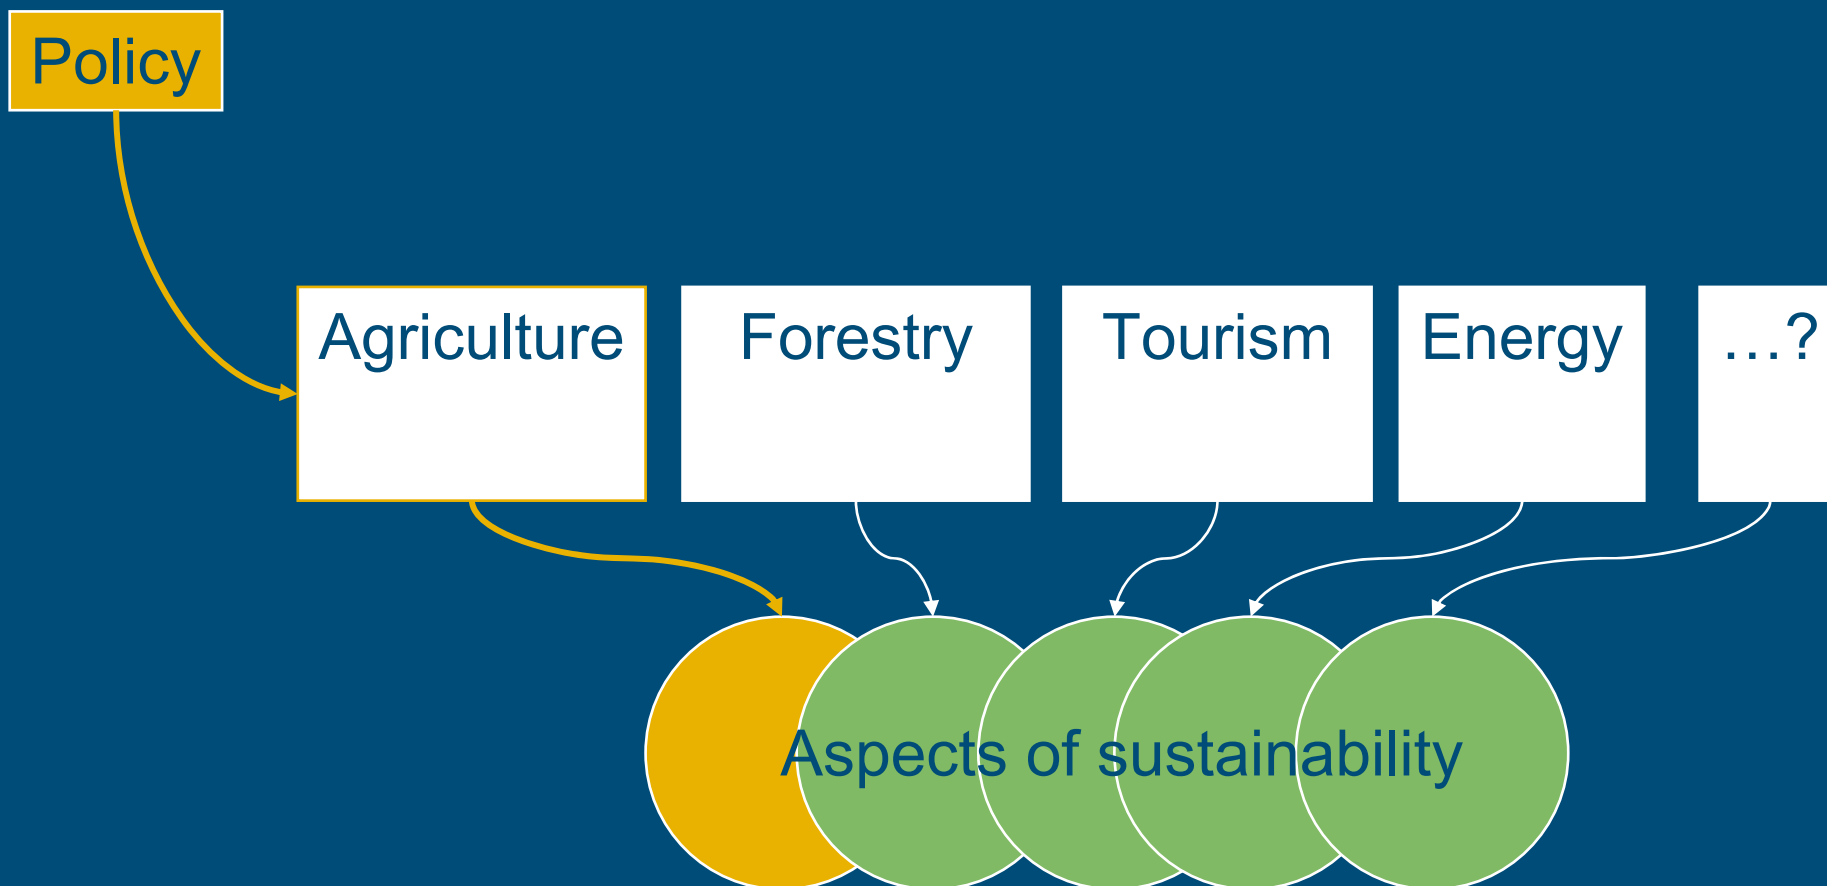 Policy
Agriculture
Forestry
Tourism
Energy
…?
Aspects of sustainability